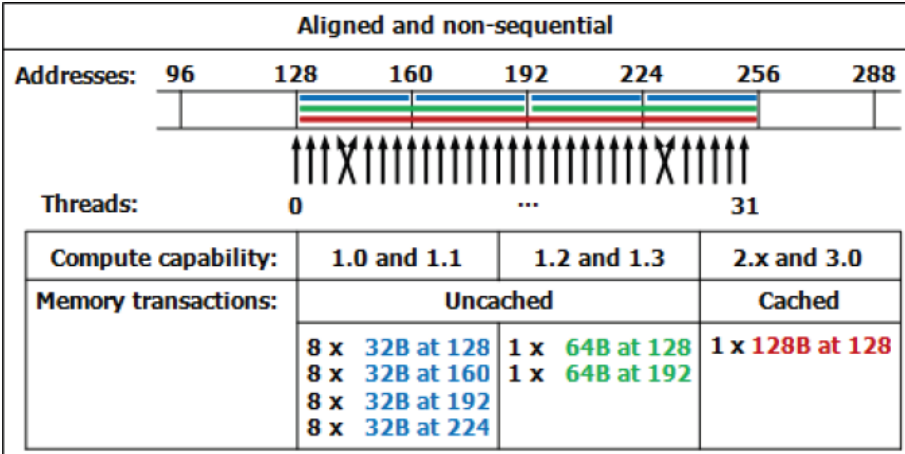 Aligned and non-sequential
Addresses: 96 128 160 192 224 256 288
Threads: 0 ... 31
Compute capability: 1.0 and 1.1 1.2 and 1.3 2.x and 3.0
Memory transactions: Uncached Cached
8 x 32B at 128 1 x 64B at 128 1 x 128B at 128
8 x 32B at 160 1 x 64B at 192
8 x 32B at 192
8 x 32B at 224